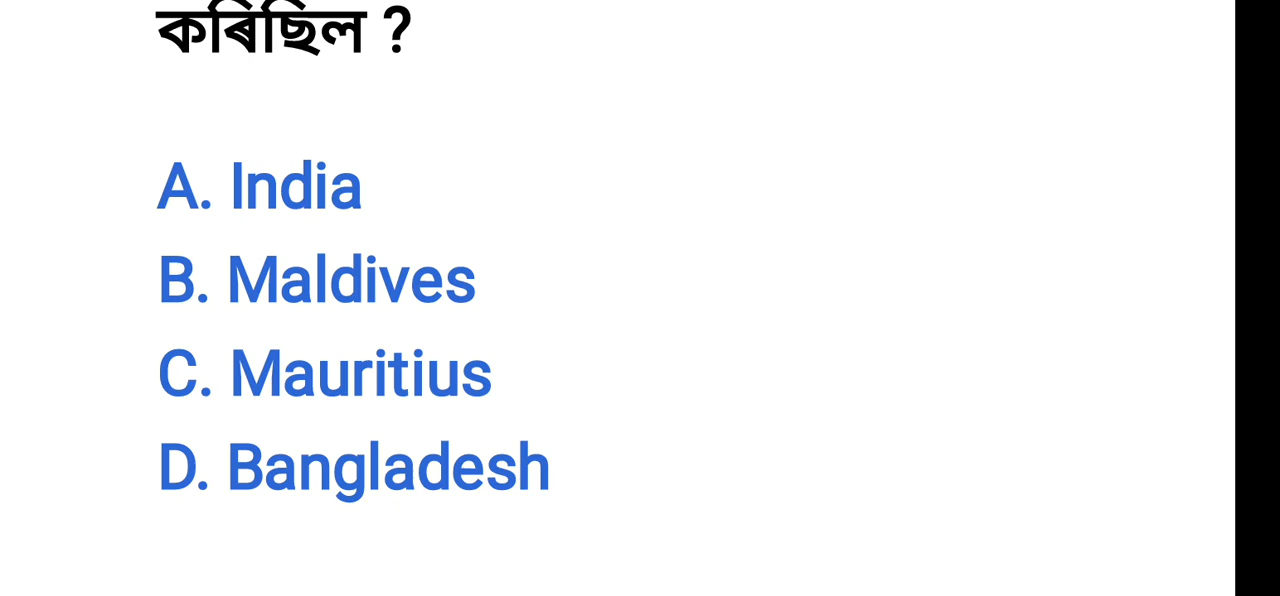 কৰিছিল ?
A. India
B. Maldives
C. Mauritius
D. Bangladesh